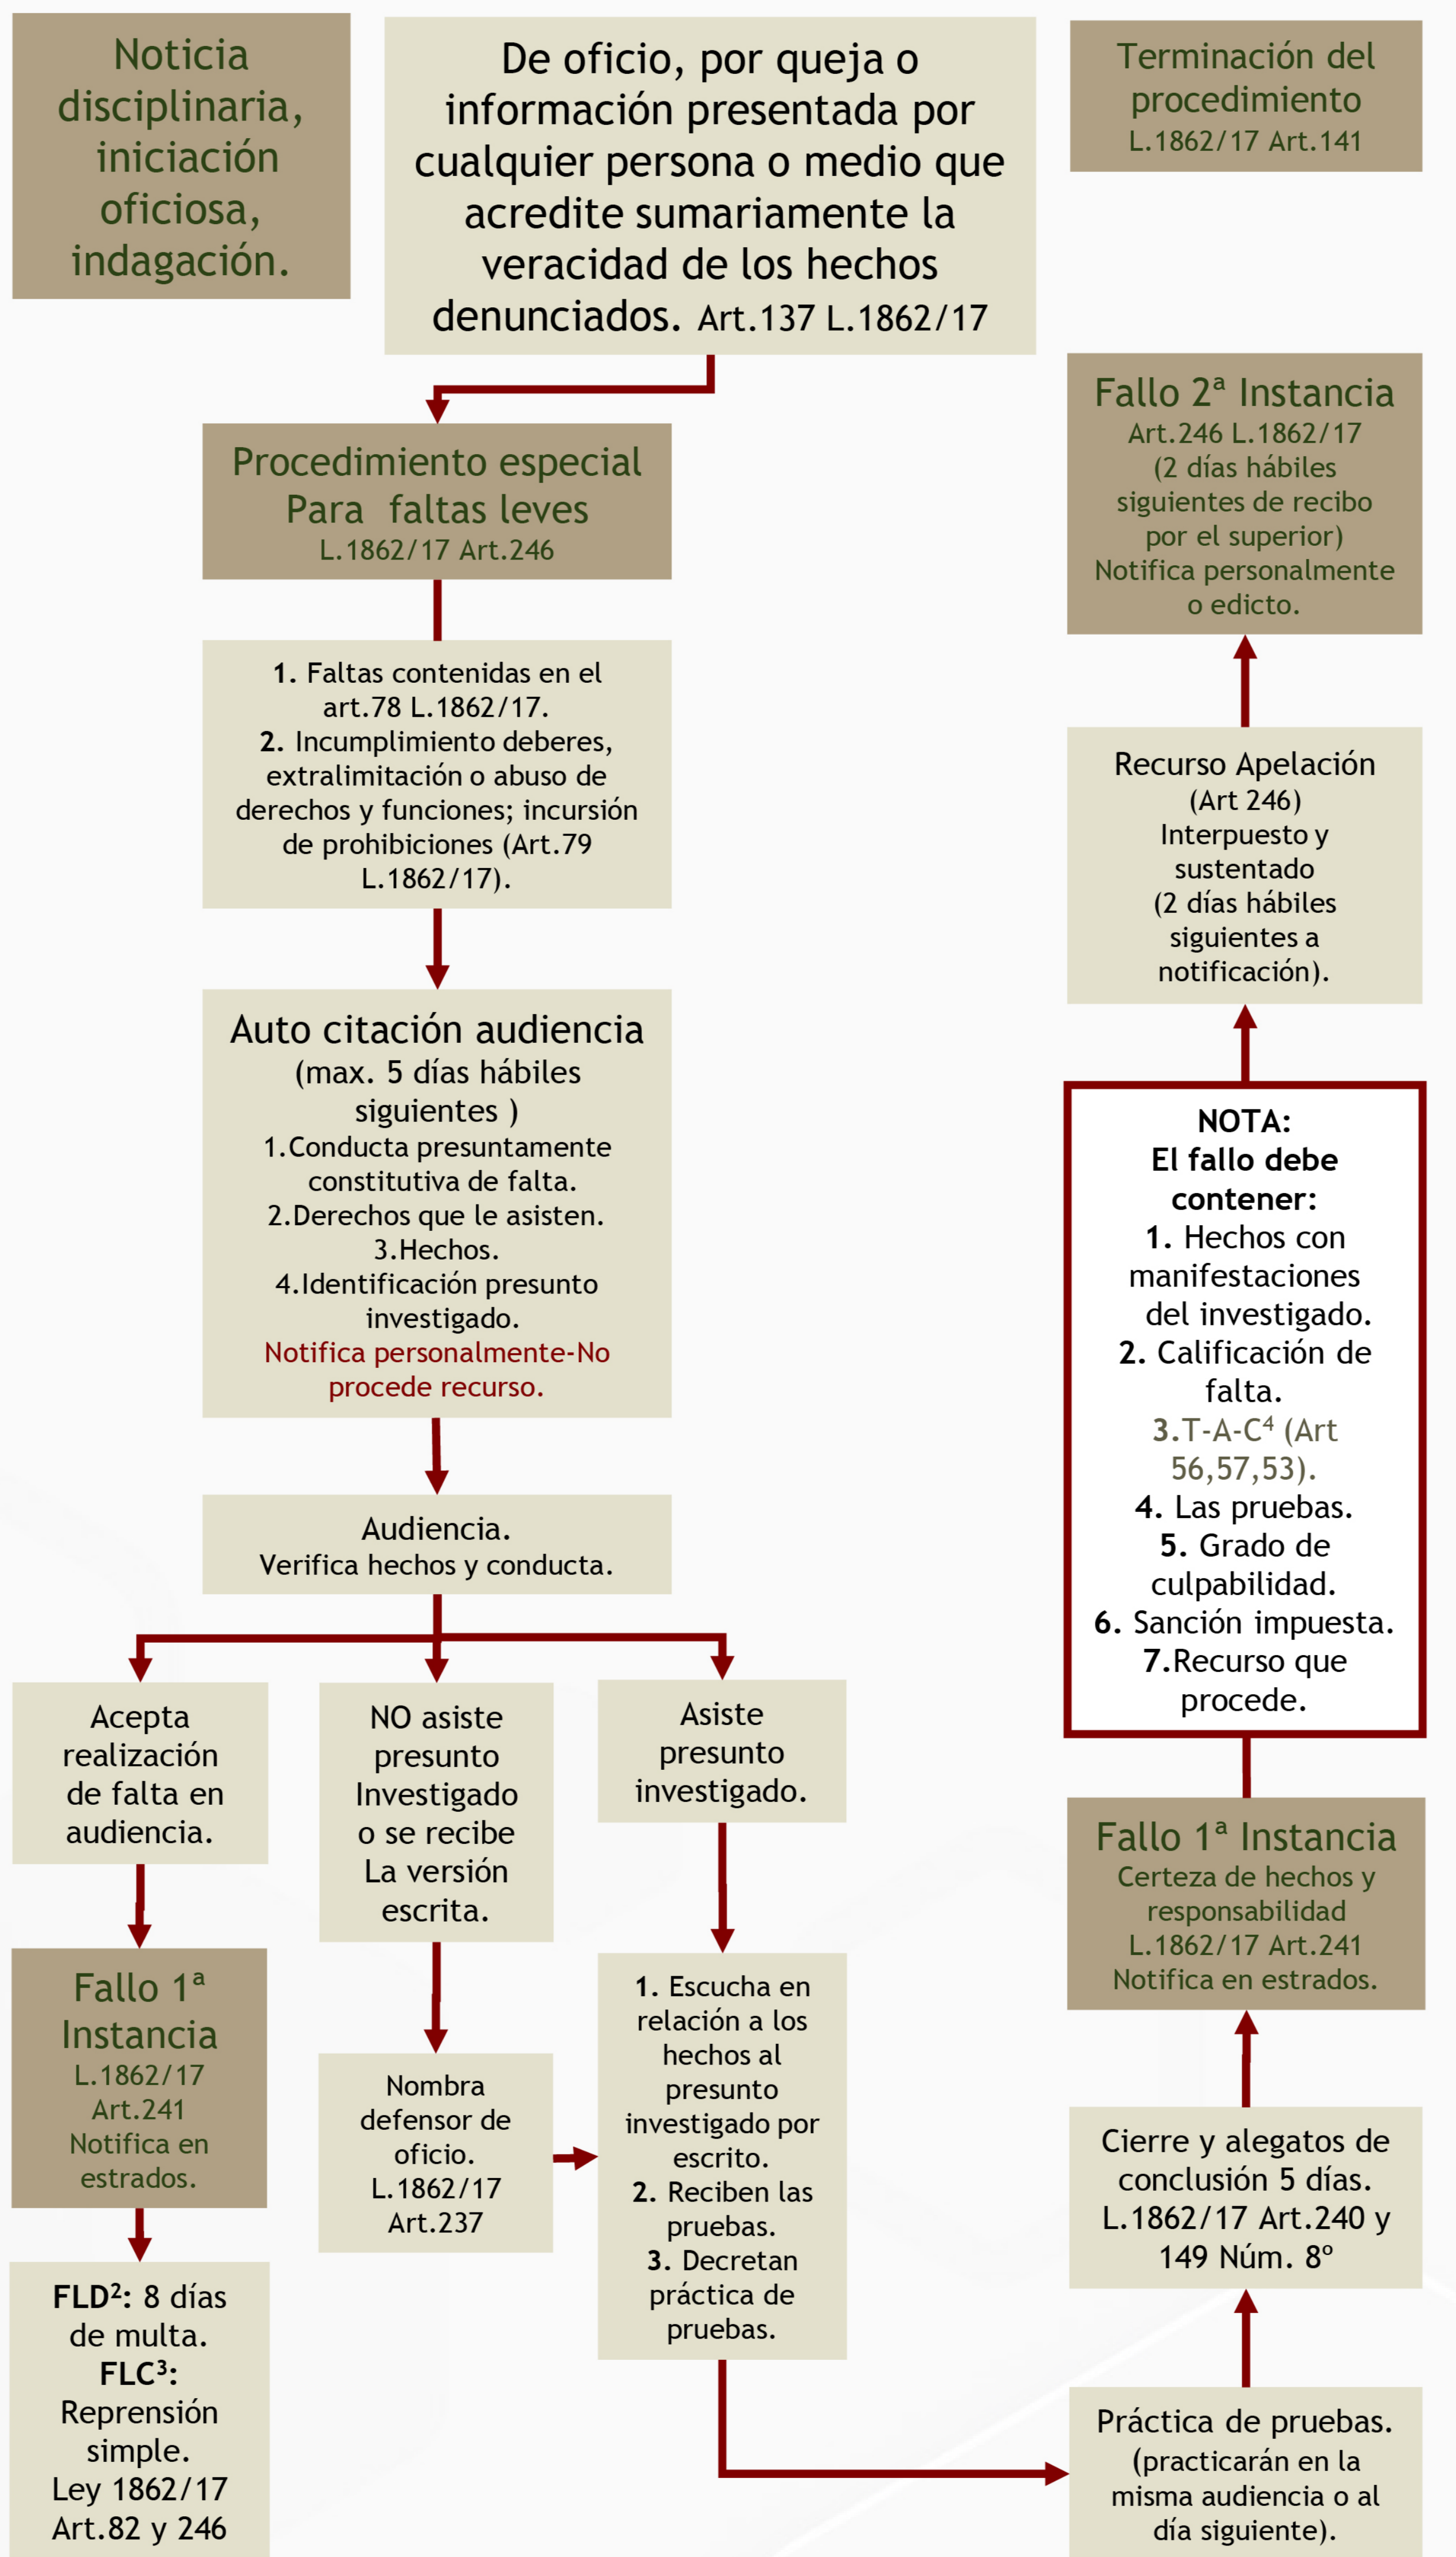 Noticia
disciplinaria,
iniciación
oficiosa,
indagación.
De oficio, por queja o
información presentada por
cualquier persona o medio que
acredite sumariamente la
veracidad de los hechos
denunciados. Art.137 L.1862/17
Terminación del
procedimiento
L.1862/17 Art.141
Procedimiento especial
Para faltas leves
L.1862/17 Art.246
1. Faltas contenidas en el
art.78 L.1862/17.
2. Incumplimiento deberes,
extralimitación o abuso de
derechos y funciones; incursión
de prohibiciones (Art.79
L.1862/17).
Auto citación audiencia
(max. 5 días hábiles
siguientes )
1.Conducta presuntamente
constitutiva de falta.
2.Derechos que le asisten.
3.Hechos.
4.Identificación presunto
investigado.
Notifica personalmente-No
procede recurso.
Audiencia.
Verifica hechos y conducta.
Acepta
realización
de falta en
audiencia.
Fallo 1ª
Instancia
L.1862/17
Art.241
Notifica en
estrados.
FLD²: 8 días
de multa.
FLC³:
Reprensión
simple.
Ley 1862/17
Art.82 y 246
NO asiste
presunto
Investigado
o se recibe
La versión
escrita.
Nombra
defensor de
oficio.
L.1862/17
Art.237
Asiste
presunto
investigado.
1. Escucha en
relación a los
hechos al
presunto
investigado por
escrito.
2. Reciben las
pruebas.
3. Decretan
práctica de
pruebas.
Práctica de pruebas.
(practicarán en la
misma audiencia o al
día siguiente).
Cierre y alegatos de
conclusión 5 días.
L.1862/17 Art.240 y
149 Núm. 8º
Fallo 1ª Instancia
Certeza de hechos y
responsabilidad
L.1862/17 Art.241
Notifica en estrados.
NOTA:
El fallo debe
contener:
1. Hechos con
manifestaciones
del investigado.
2. Calificación de
falta.
3.T-A-C⁴ (Art
56,57,53).
4. Las pruebas.
5. Grado de
culpabilidad.
6. Sanción impuesta.
7.Recurso que
procede.
Recurso Apelación
(Art 246)
Interpuesto y
sustentado
(2 días hábiles
siguientes a
notificación).
Fallo 2ª Instancia
Art.246 L.1862/17
(2 días hábiles
siguientes de recibo
por el superior)
Notifica personalmente
o edicto.